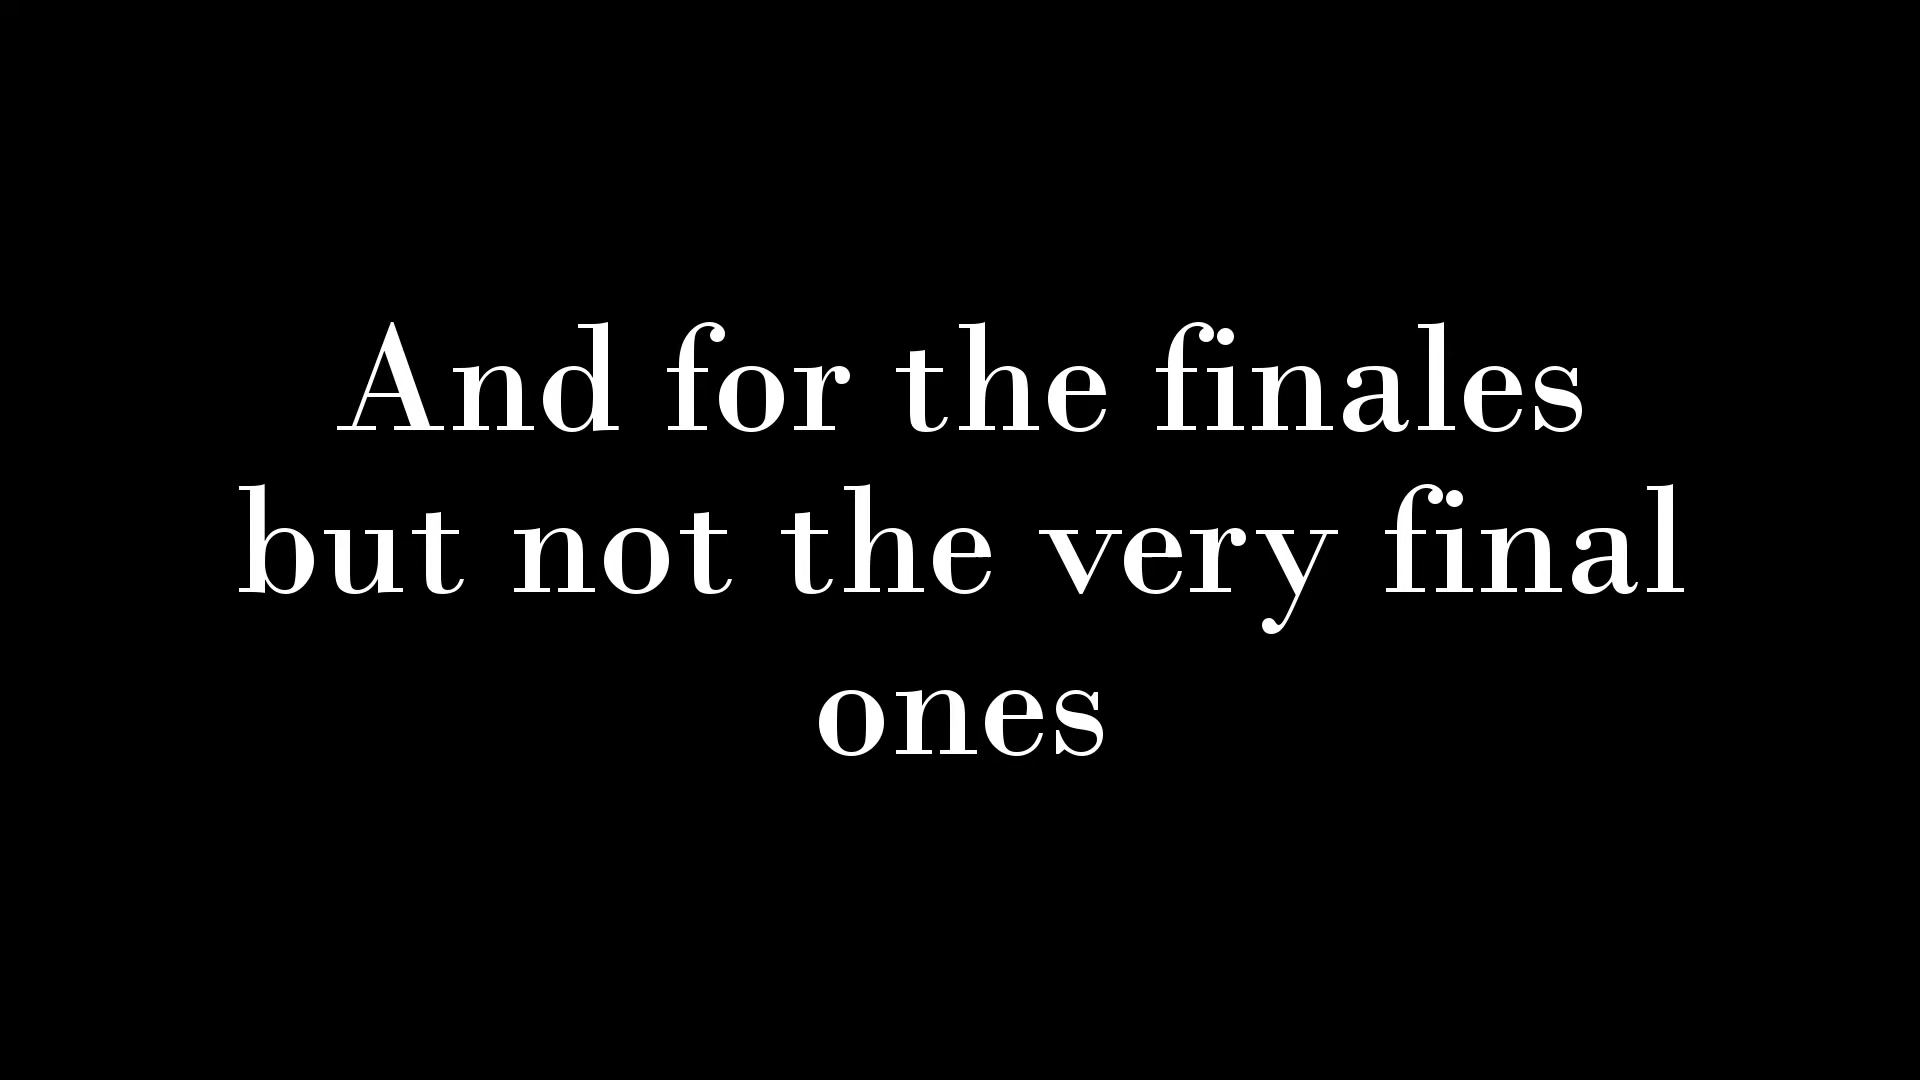 And for the finales
but not the very final
ones